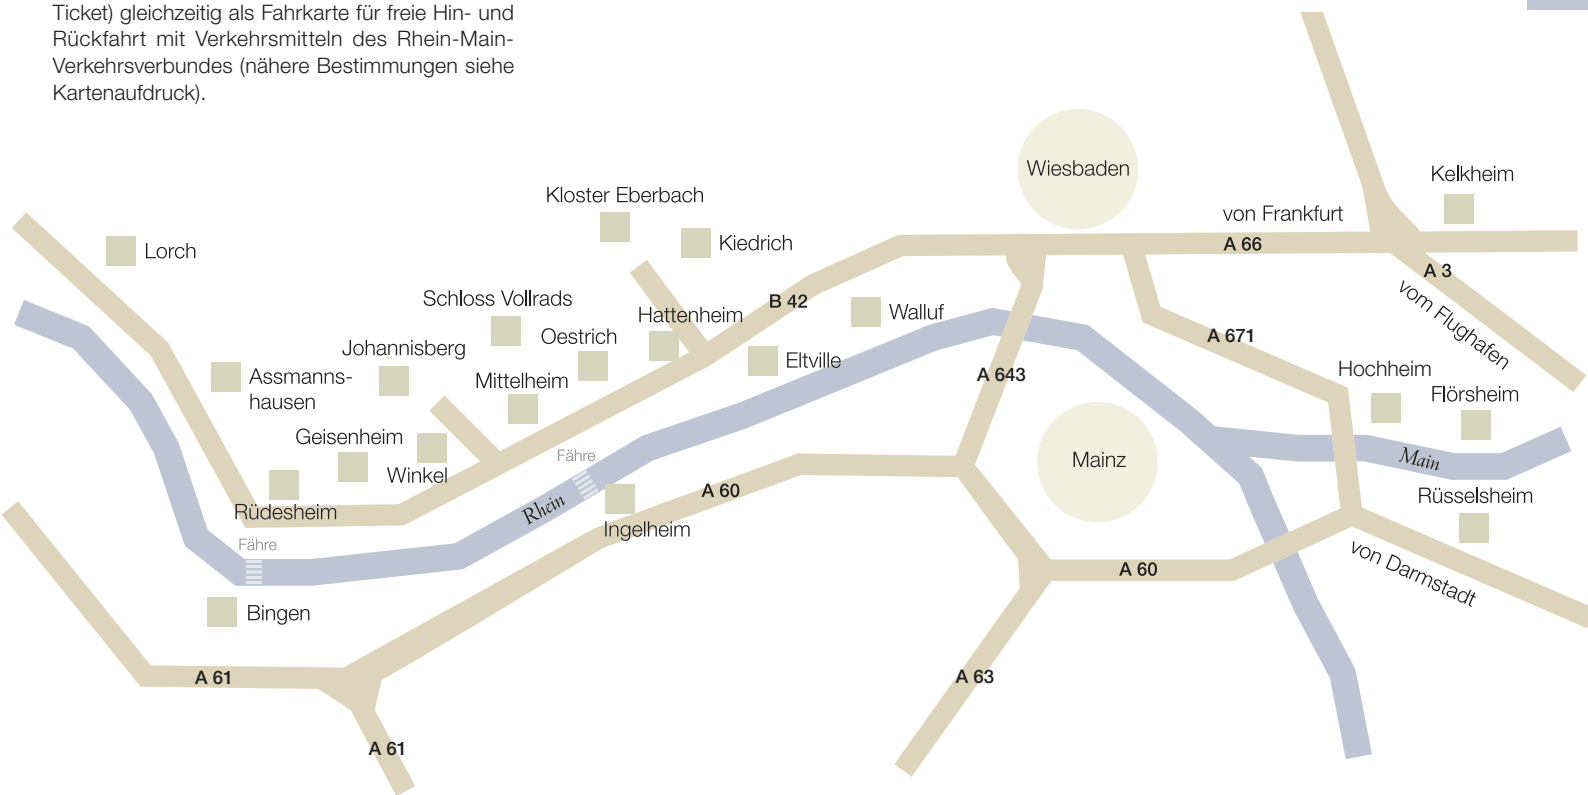 Ticket) gleichzeitig als Fahrkarte für freie Hin- und
Rückfahrt mit Verkehrsmitteln des Rhein-Main-
Verkehrsverbundes (nähere Bestimmungen siehe
Kartenaufdruck).
Wiesbaden
Kelkheim
Kloster Eberbach
von Frankfurt
Kiedrich
A 66
Lorch
A 3
Schloss Vollrads
B 42
vom Flughafen
Hattenheim
Walluf
Oestrich
A 671
Johannisberg
Eltville
Hochheim
Assmanns-
hausen
Mittelheim
A 643
Flörsheim
Geisenheim
Winkel
Fähre
Mainz
Main
Rüdesheim
Rhein
A 60
Rüsselsheim
Ingelheim
Fähre
A 60
von Darmstadt
Bingen
A 61
A 63
A 61